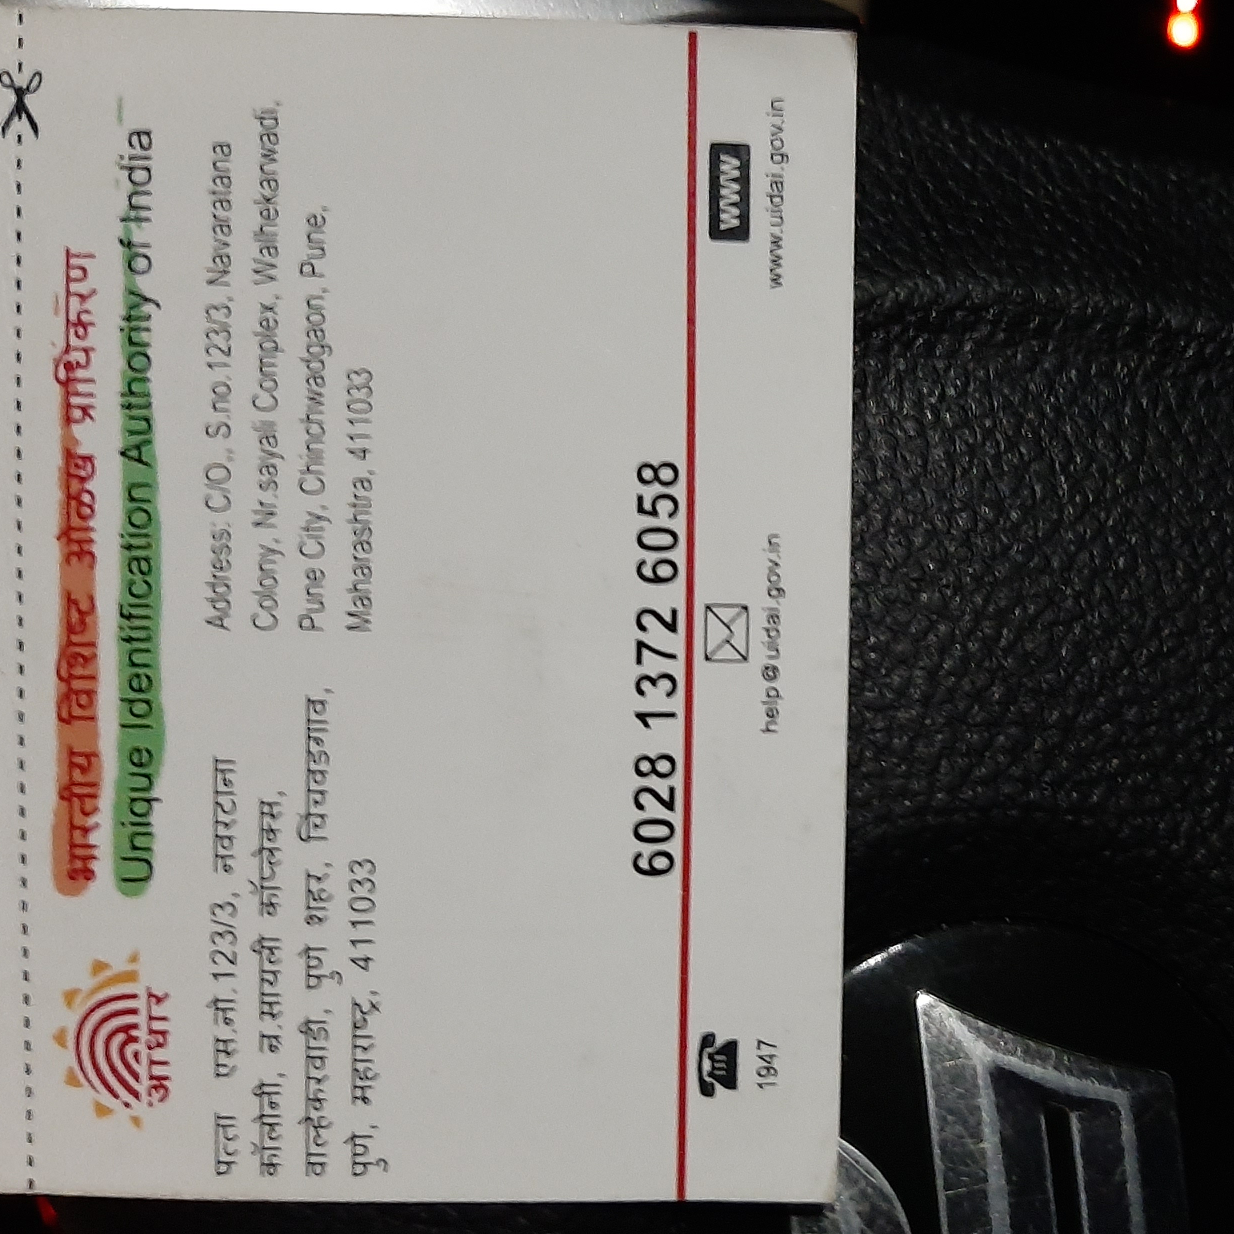 भारतीय विशिष्ट ओळख प्राधिकरण
Unique Identification Authority of India
आधार
पत्ता एस.नो.123/3, नवरटाना
कॉलोनी, न्र.सायली कॉप्लेक्स,
वाल्हेकरवाडी, पुणे शहर, चिंचवडगाव,
पुणे, महाराष्ट्र, 411033
Address: C/O., S.no.123/3, Navaratana
Colony, Nr.sayali Complex, Walhekarwadi,
Pune City, Chinchwadgaon, Pune,
Maharashtra, 411033
6028 1372 6058
1947
help@uidai.gov.in
WWW
www.uidai.gov.in